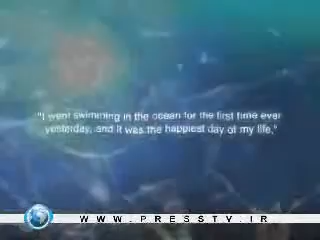 "I went swimming in the ocean for the first time ever
yesterday, and it was the happiest day of my life,"
WWW.PRESSTV.IR